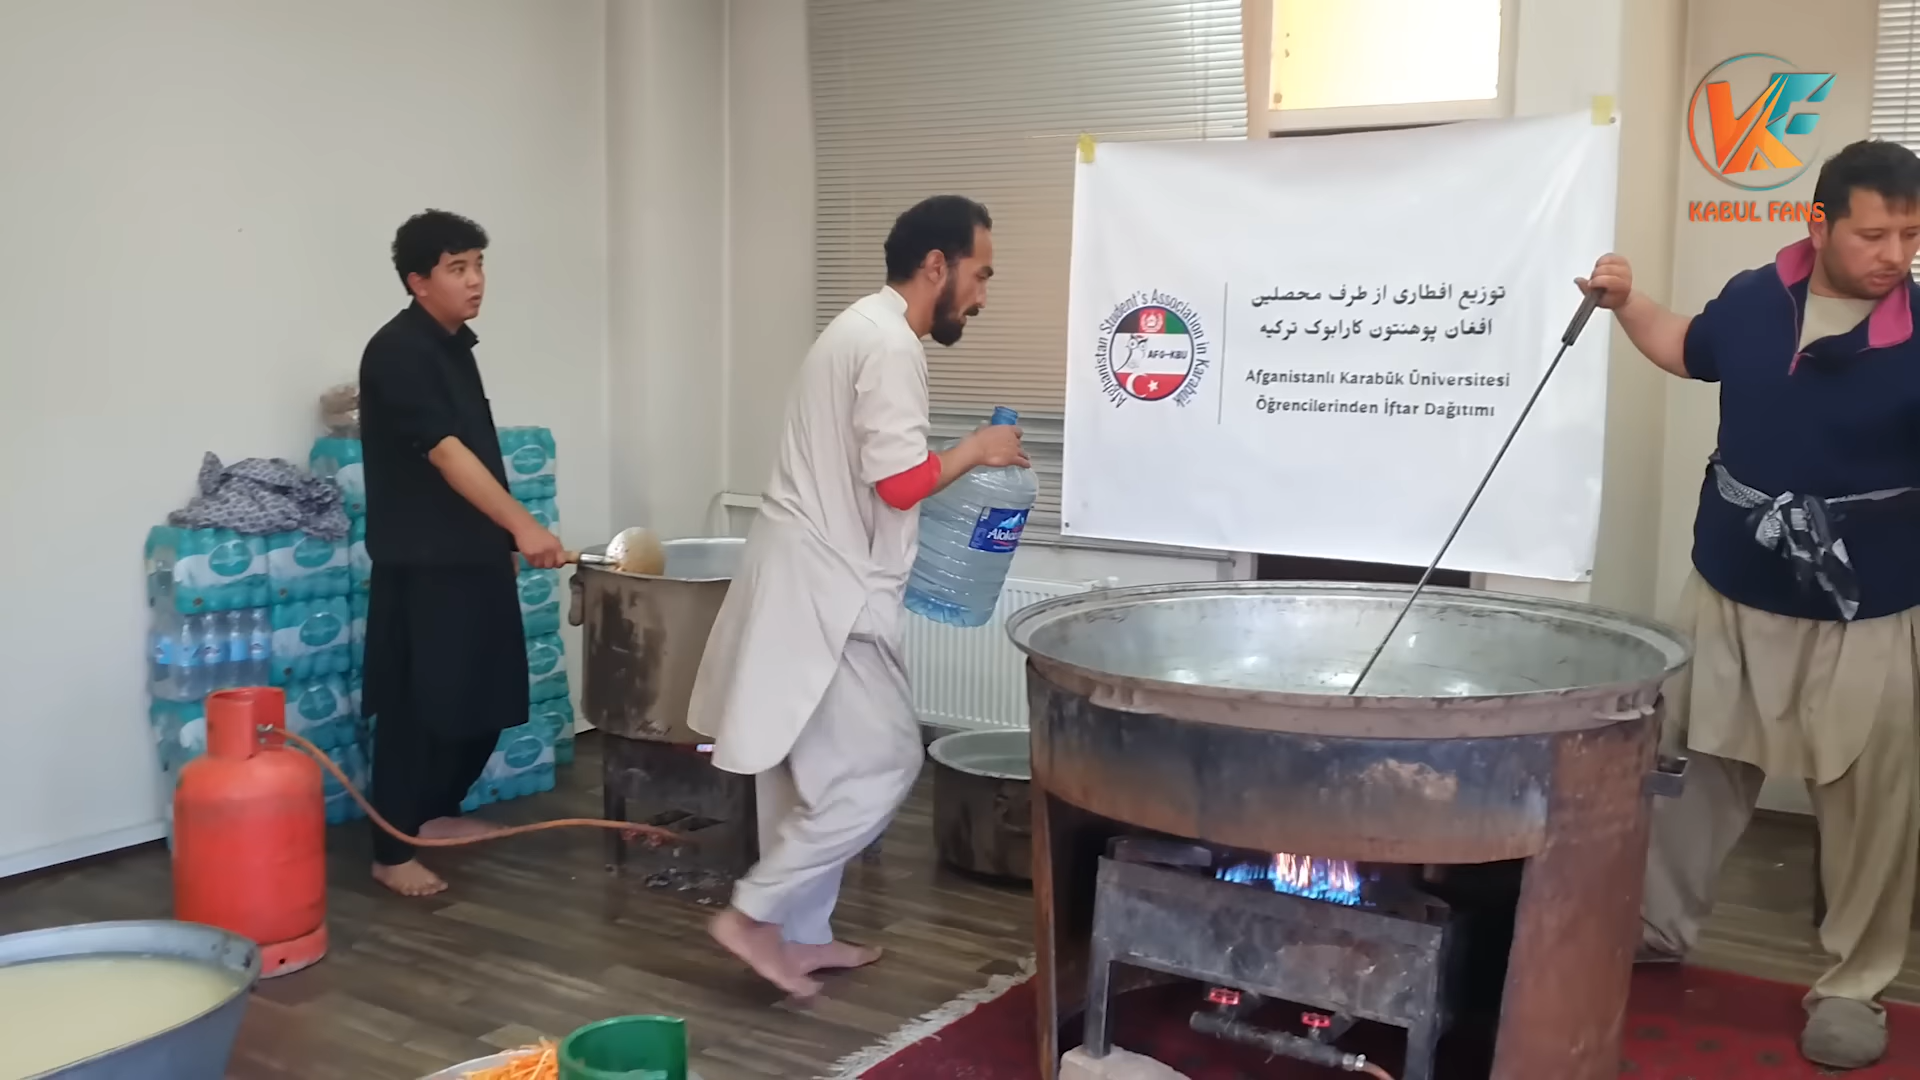 KABUL FANS
توزیع افطاری از طرف محصلین
افغان پوهنتون کارابوک ترکیه
Afganistanlı Karabük Üniversitesi
Öğrencilerinden İftar Dağıtımı
Afghanistan Student's Association in Karabük
AFG-KBU